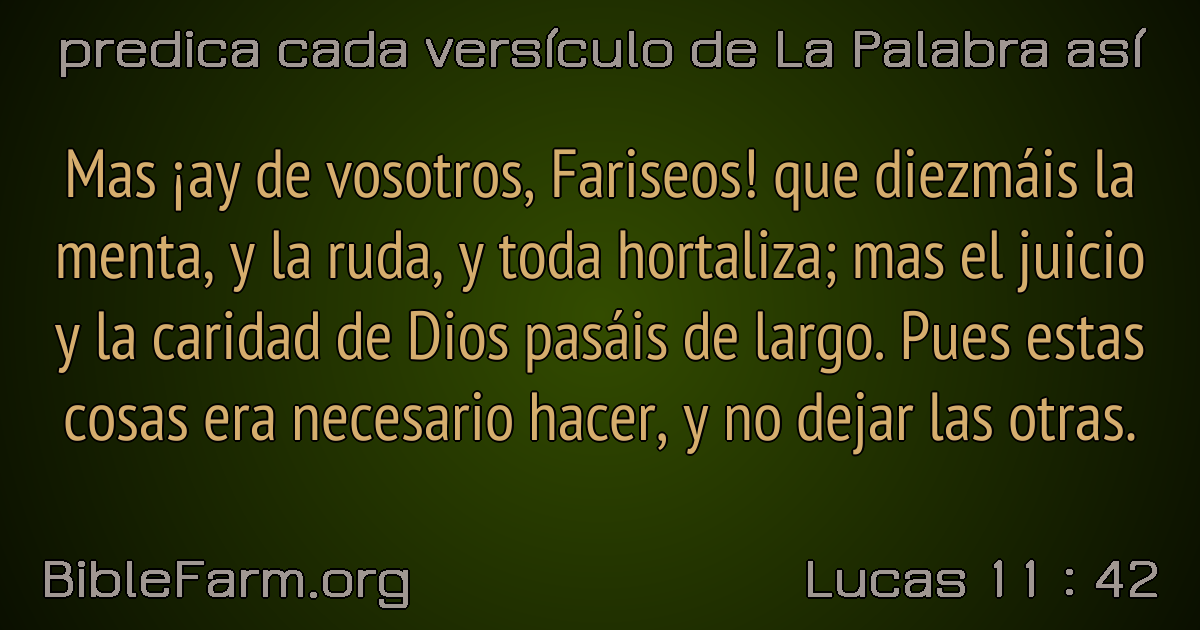 predica cada versículo de La Palabra así
Mas ¡ay de vosotros, Fariseos! que diezmáis la
menta, y la ruda, y toda hortaliza; mas el juicio
y la caridad de Dios pasáis de largo. Pues estas
cosas era necesario hacer, y no dejar las otras.
BibleFarm.org
Lucas 11 : 42